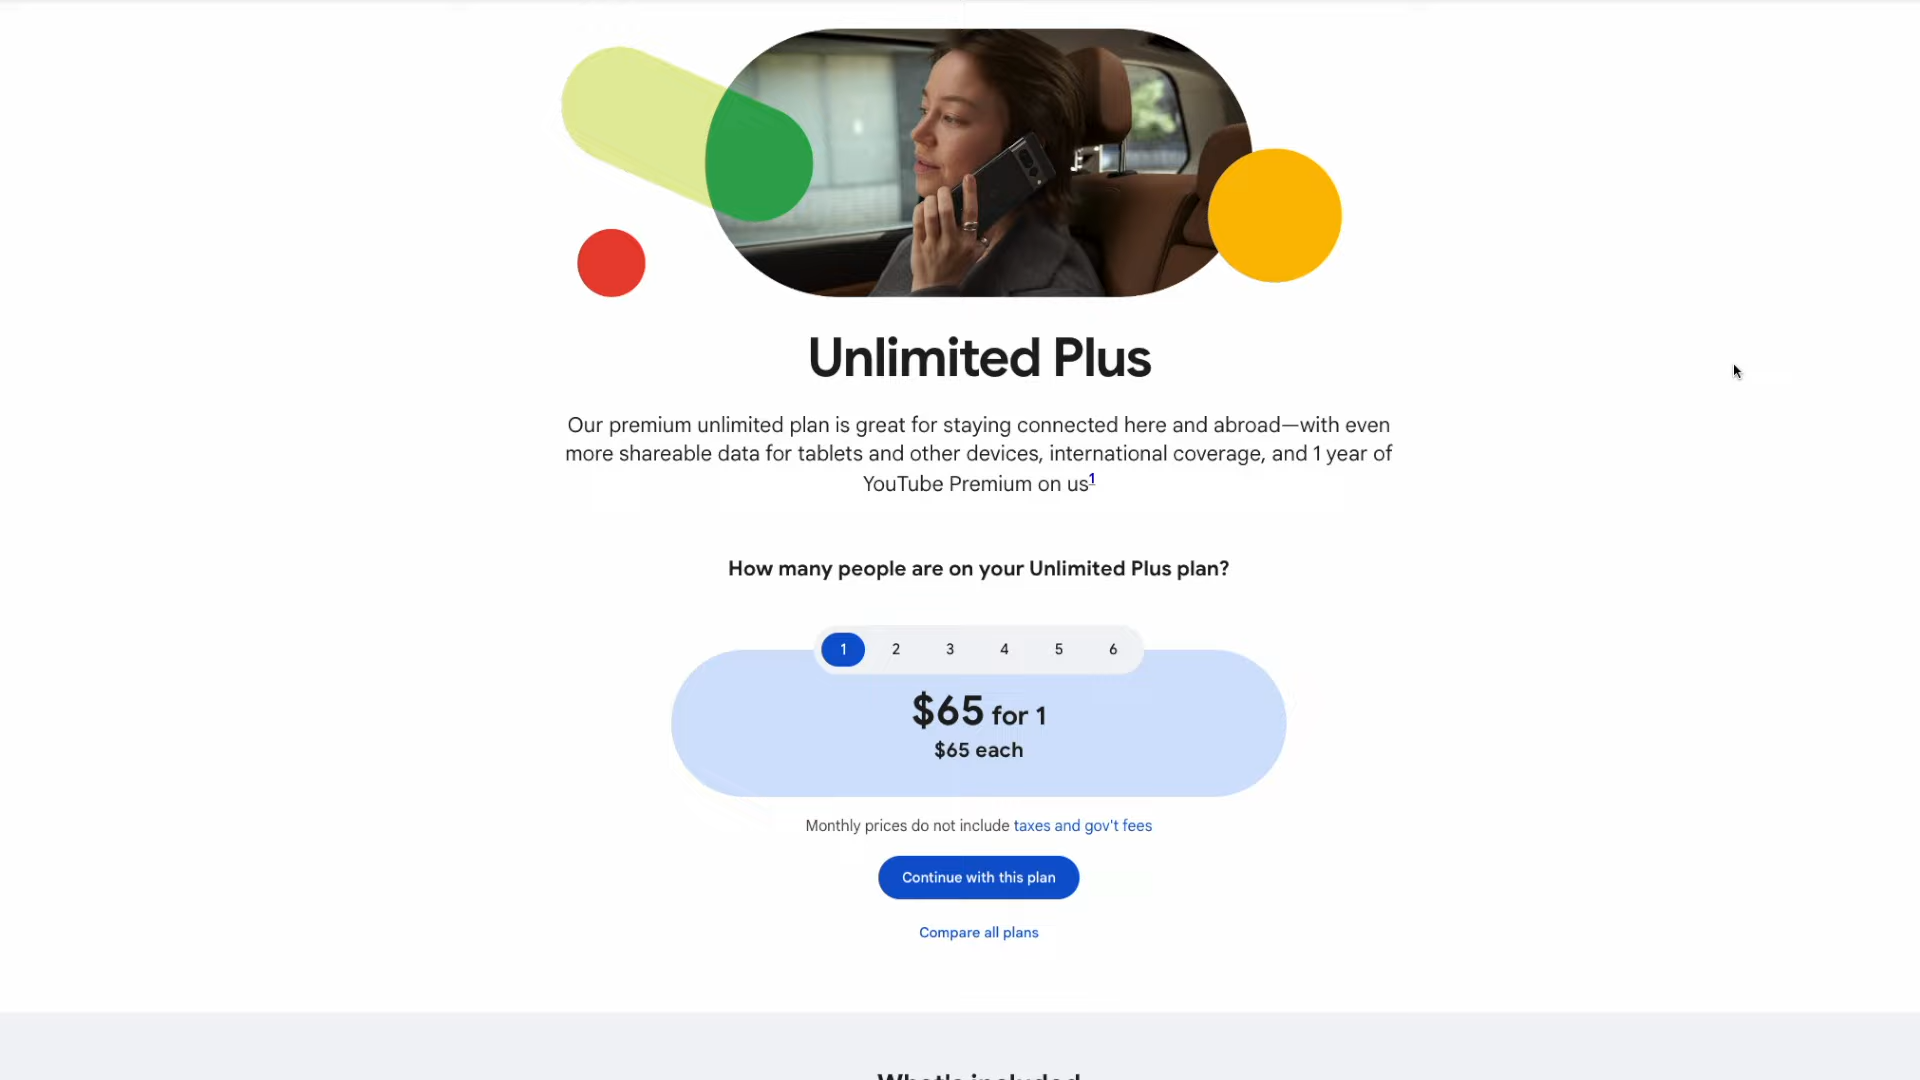 Unlimited Plus
Our premium unlimited plan is great for staying connected here and abroad—with even
more shareable data for tablets and other devices, international coverage, and 1 year of
YouTube Premium on us1
How many people are on your Unlimited Plus plan?
1 2 3 4 5 6
$65 for 1
$65 each
Monthly prices do not include taxes and gov't fees
Continue with this plan
Compare all plans
What's included